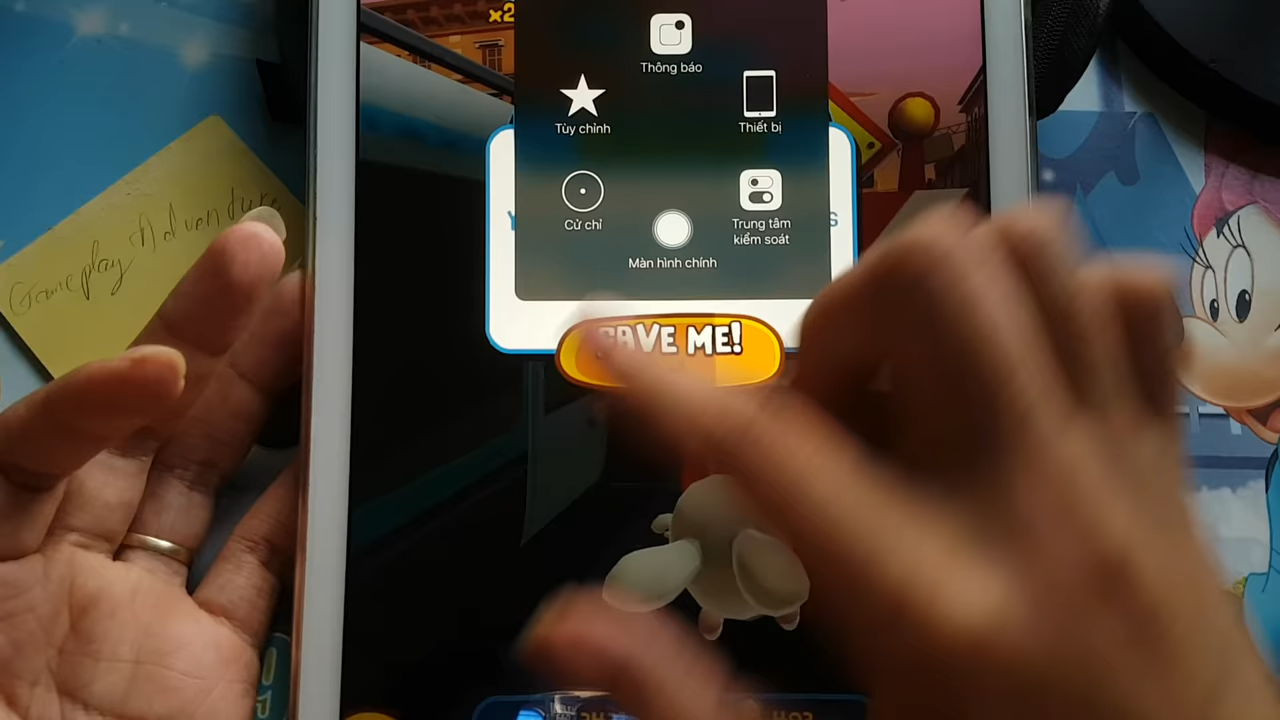 x2
Thông báo
Tùy chỉnh
Thiết bị
Cử chỉ
Trung tâm
kiểm soát
Màn hình chính
SAVE ME!
Gameplay Adventure